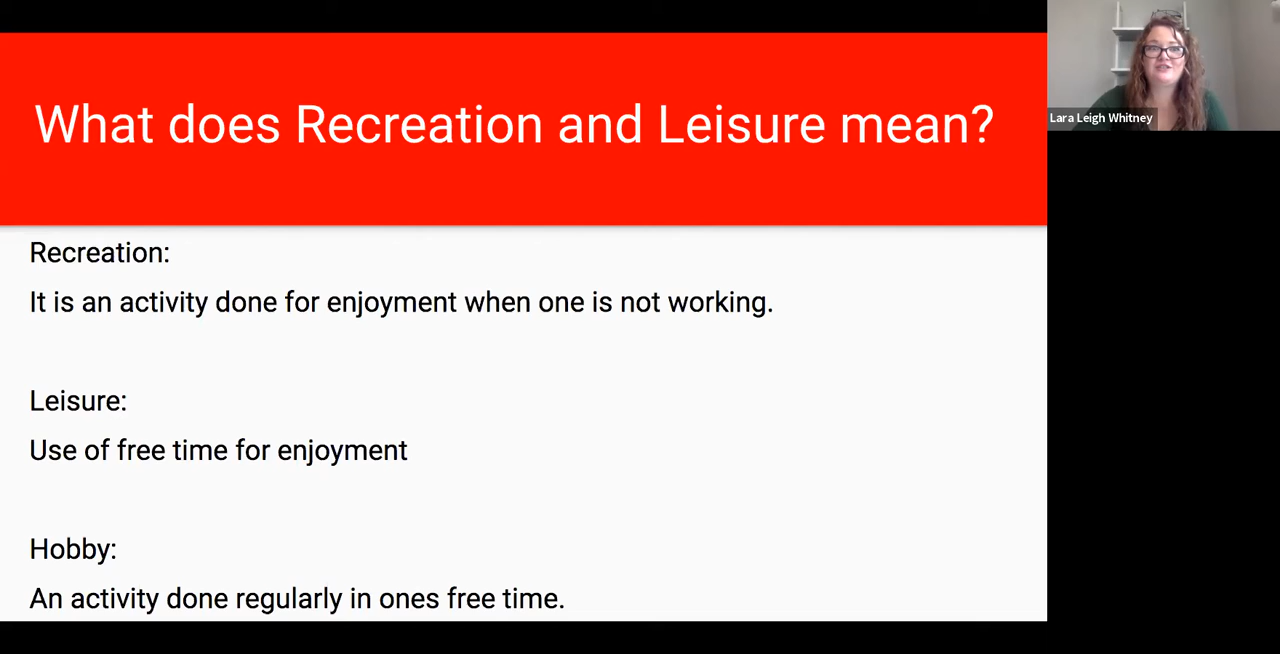 What does Recreation and Leisure mean?
Lara Leigh Whitney
Recreation:
It is an activity done for enjoyment when one is not working.
Leisure:
Use of free time for enjoyment
Hobby:
An activity done regularly in ones free time.